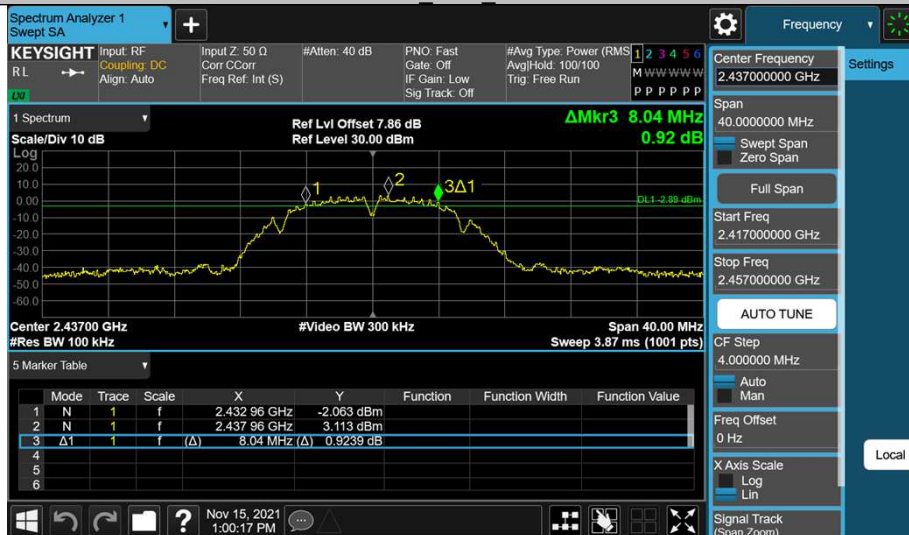 Spectrum Analyzer 1
Swept SA
Frequency
KEYSIGHT
RL
LXI
Input: RF
Coupling: DC
Align: Auto
Input Z: 50 Ω
Corr CCorr
Freq Ref: Int (S)
#Atten: 40 dB
PNO: Fast
Gate: Off
IF Gain: Low
Sig Track: Off
#Avg Type: Power (RMS
Avg|Hold: 100/100
Trig: Free Run
1 2 3 4 5 6
M W W W W W
P P P P P P
Center Frequency
2.437000000 GHz
Settings
Span
40.0000000 MHz
Swept Span
Zero Span
Full Span
Start Freq
2.417000000 GHz
Stop Freq
2.457000000 GHz
AUTO TUNE
CF Step
4.000000 MHz
Auto
Man
Freq Offset
0 Hz
X Axis Scale
Log
Lin
Signal Track
(Span Zoom)
Local
1 Spectrum
Scale/Div 10 dB
Log
Ref Lvl Offset 7.86 dB
Ref Level 30.00 dBm
ΔMkr3 8.04 MHz
0.92 dB
20.0
10.0
0.00
-10.0
-20.0
-30.0
-40.0
-50.0
-60.0
1
2
3Δ1
DL1 -2.89 dBm
Center 2.43700 GHz
#Video BW 300 kHz
Span 40.00 MHz
#Res BW 100 kHz
Sweep 3.87 ms (1001 pts)
5 Marker Table
Mode Trace Scale X Y Function Function Width Function Value
1 N 1 f 2.432 96 GHz -2.063 dBm
2 N 1 f 2.437 96 GHz 3.113 dBm
3 Δ1 1 f (Δ) 8.04 MHz (Δ) 0.9239 dB
4
5
6
?
Nov 15, 2021
1:00:17 PM